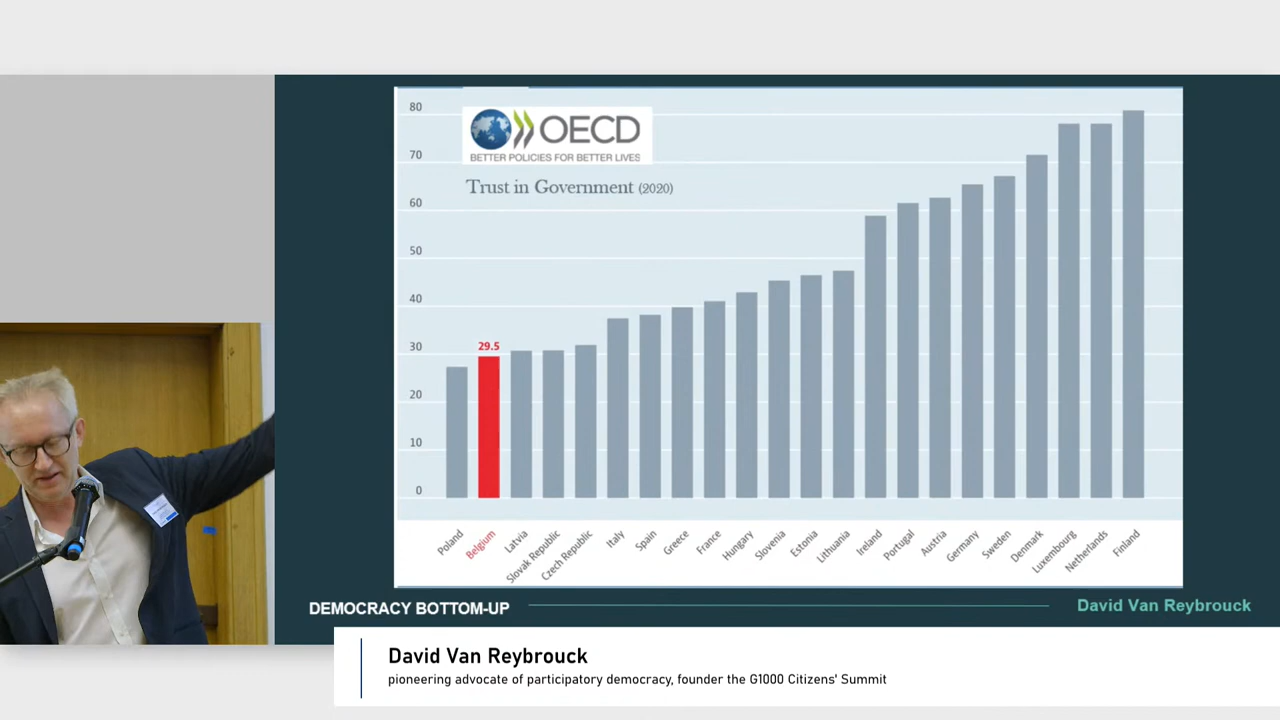 80
70
60
50
40
30
20
10
0
OECD
BETTER POLICIES FOR BETTER LIVES
Trust in Government (2020)
29.5
Poland
Belgium
Latvia
Slovak Republic
Czech Republic
Italy
Spain
Greece
France
Hungary
Slovenia
Estonia
Lithuania
Ireland
Portugal
Austria
Germany
Sweden
Denmark
Luxembourg
Netherlands
Finland
DEMOCRACY BOTTOM-UP
David Van Reybrouck
David Van Reybrouck
pioneering advocate of participatory democracy, founder the G1000 Citizens' Summit